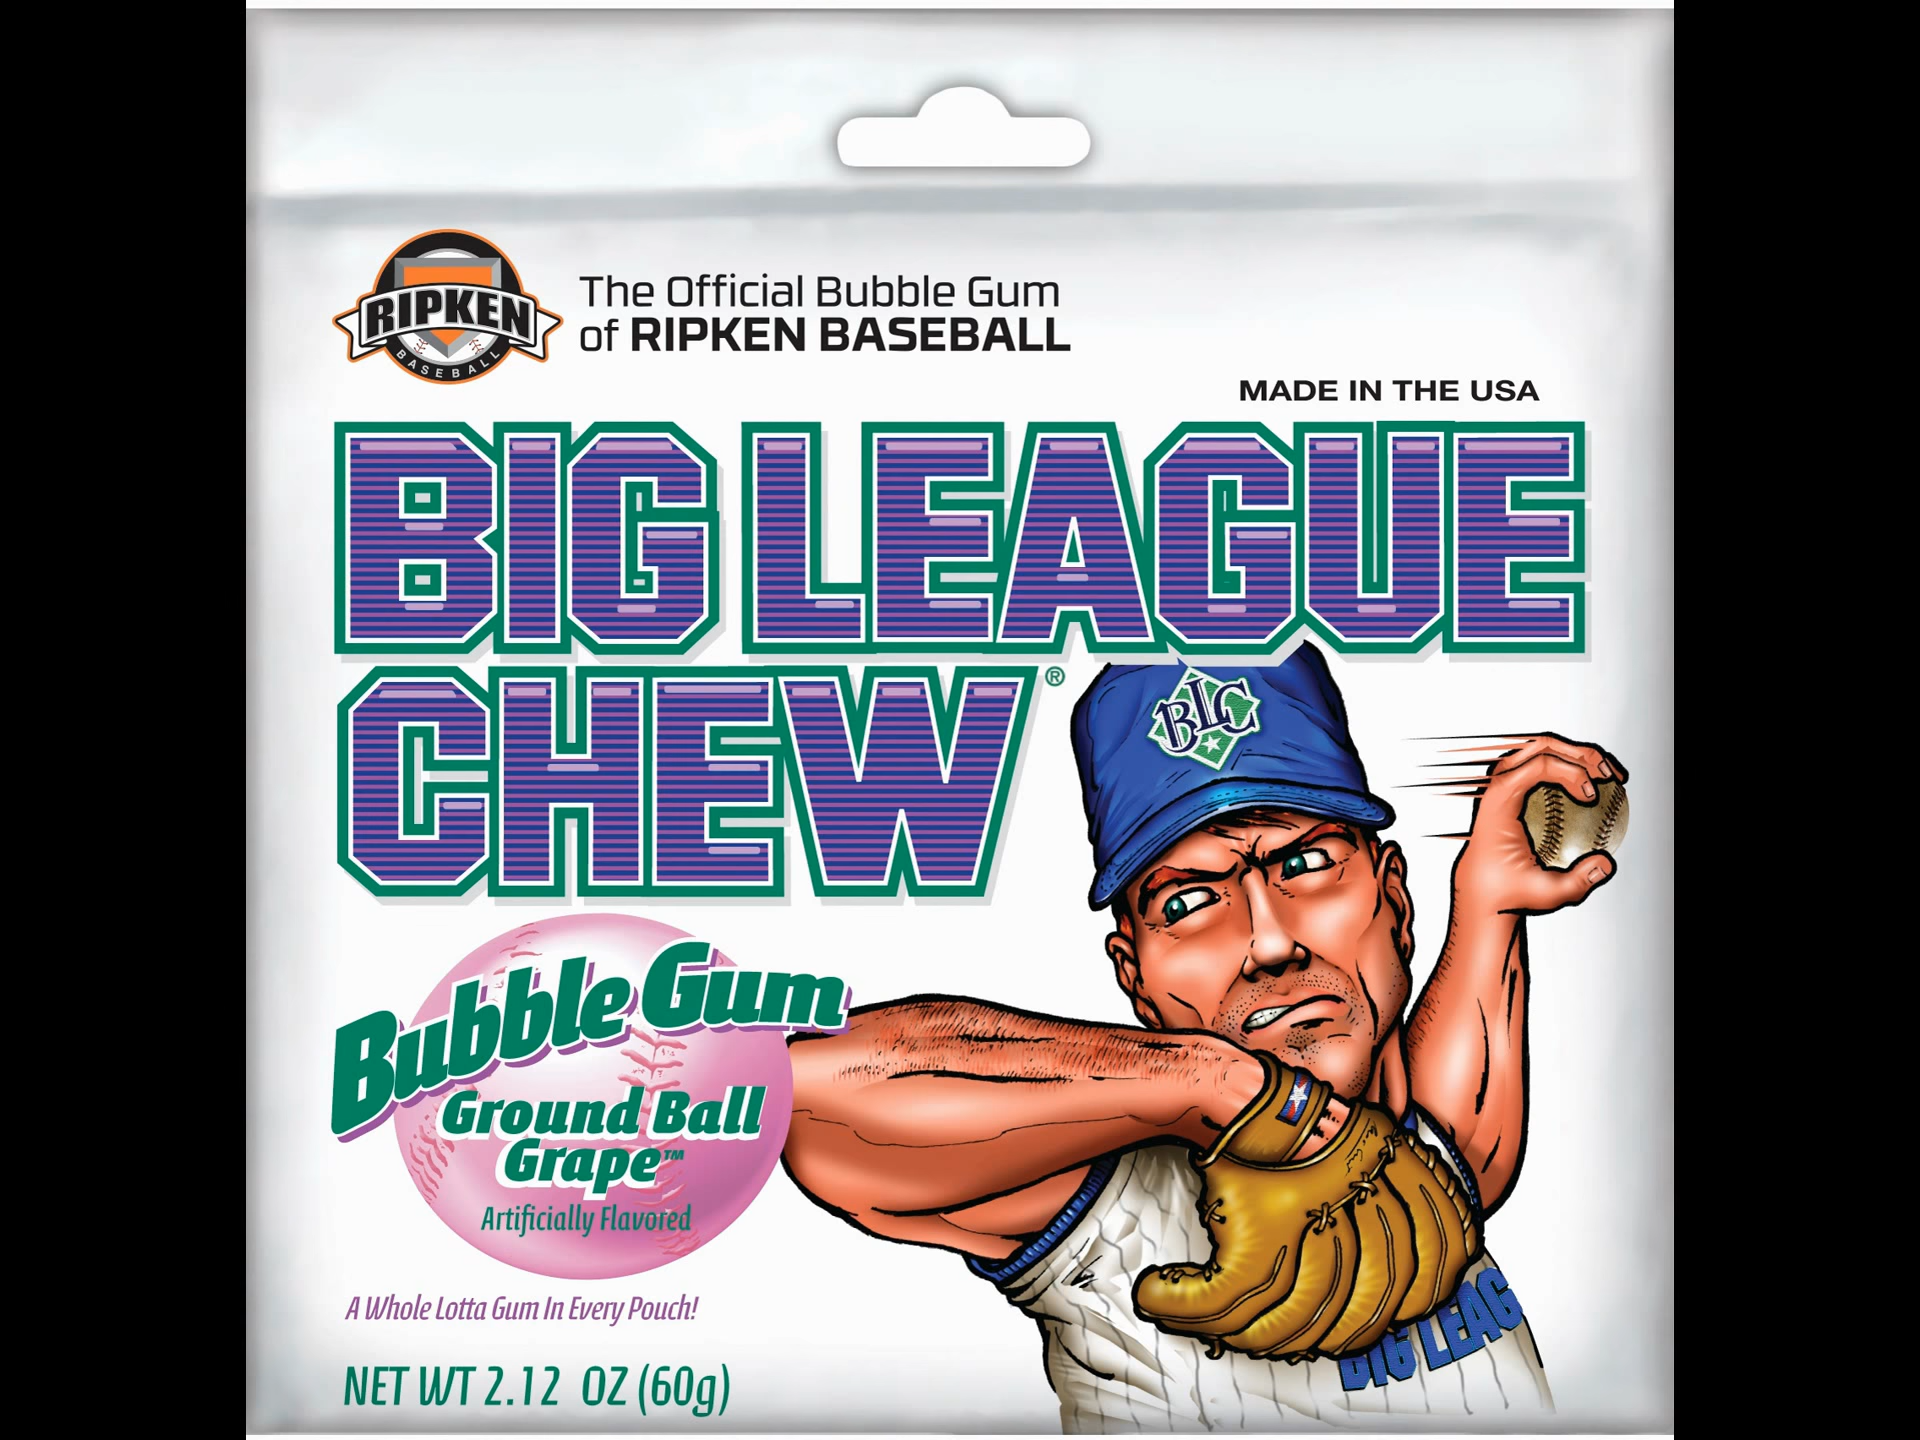 RIPKEN
BASEBALL
The Official Bubble Gum
of RIPKEN BASEBALL
MADE IN THE USA
BIG LEAGUE
CHEW®
BLC
Bubble Gum
Ground Ball
Grape™
Artificially Flavored
A Whole Lotta Gum In Every Pouch!
BIG LEAG
NET WT 2.12 OZ (60g)